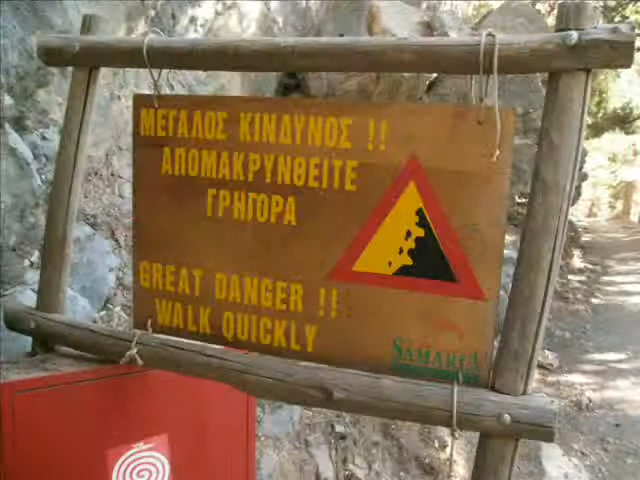 ΜΕΓΑΛΟΣ ΚΙΝΔΥΝΟΣ !!
ΑΠΟΜΑΚΡΥΝΘΕΙΤΕ
ΓΡΗΓΟΡΑ
GREAT DANGER !!
WALK QUICKLY
SAMARIA